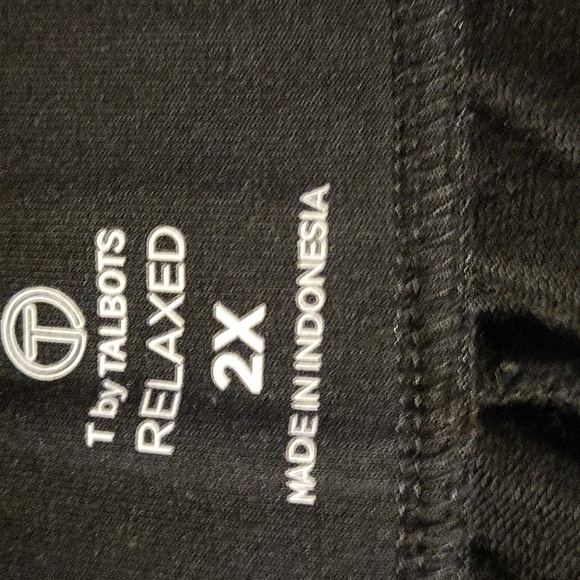 T
T by TALBOTS
RELAXED
2X
MADE IN INDONESIA